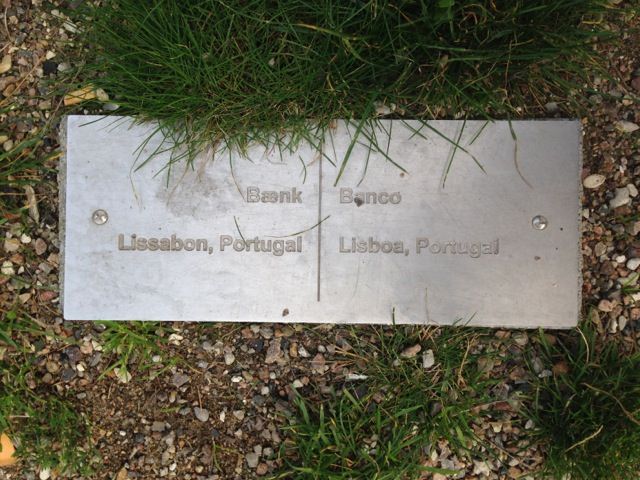 Bænk
Lissabon, Portugal
Banco
Lisboa, Portugal